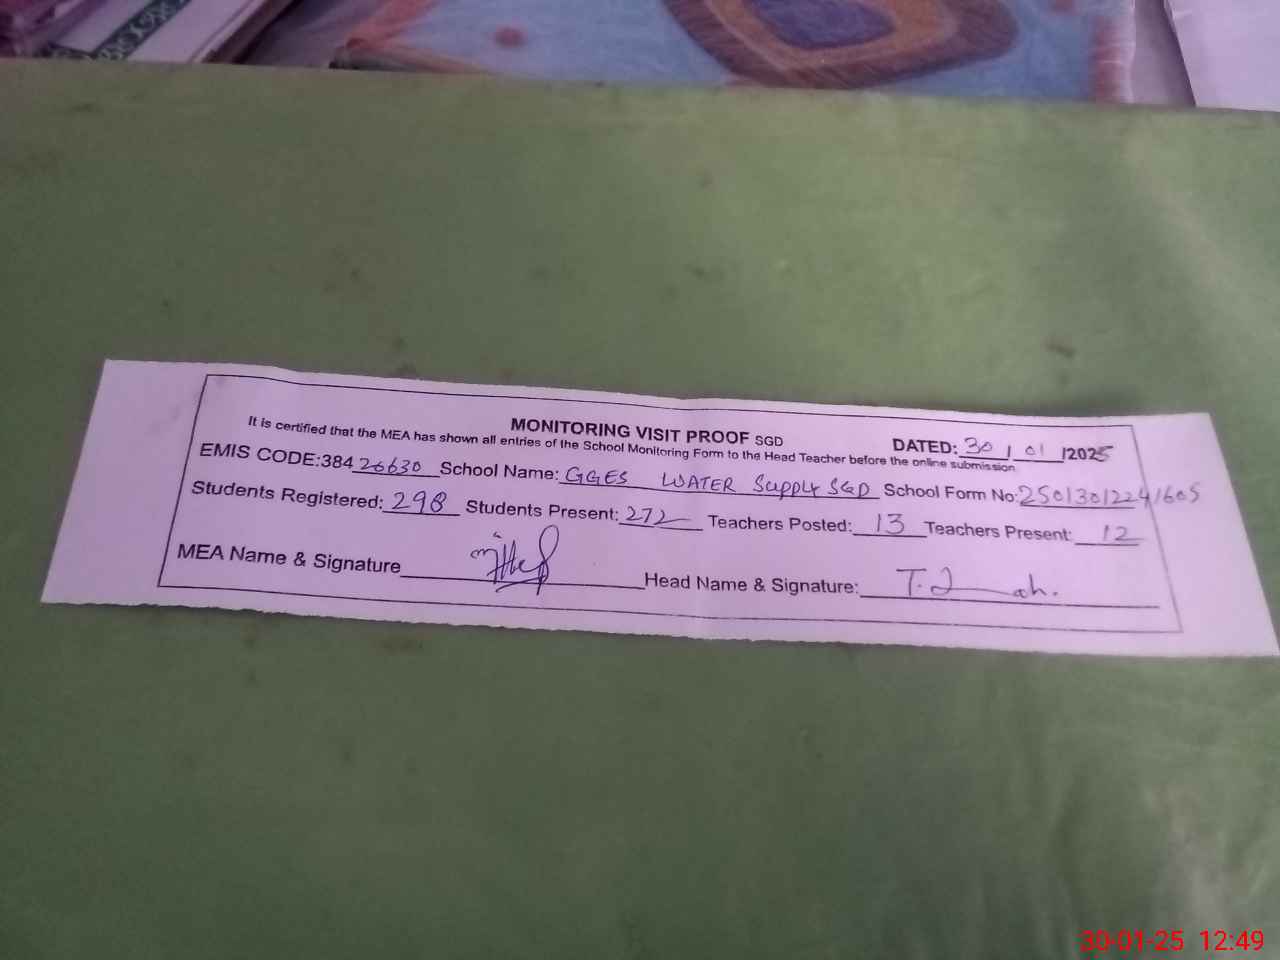 MONITORING VISIT PROOF SGD
DATED: 30 / 01 /2025
It is certified that the MEA has shown all entries of the School Monitoring Form to the Head Teacher before the online submission
EMIS CODE:38426630 School Name: GGES WATER Supply SGD School Form No:25013012241605
Students Registered: 298 Students Present: 272 Teachers Posted: 13 Teachers Present: 12
MEA Name & Signature Head Name & Signature:
30-01-25 12:49